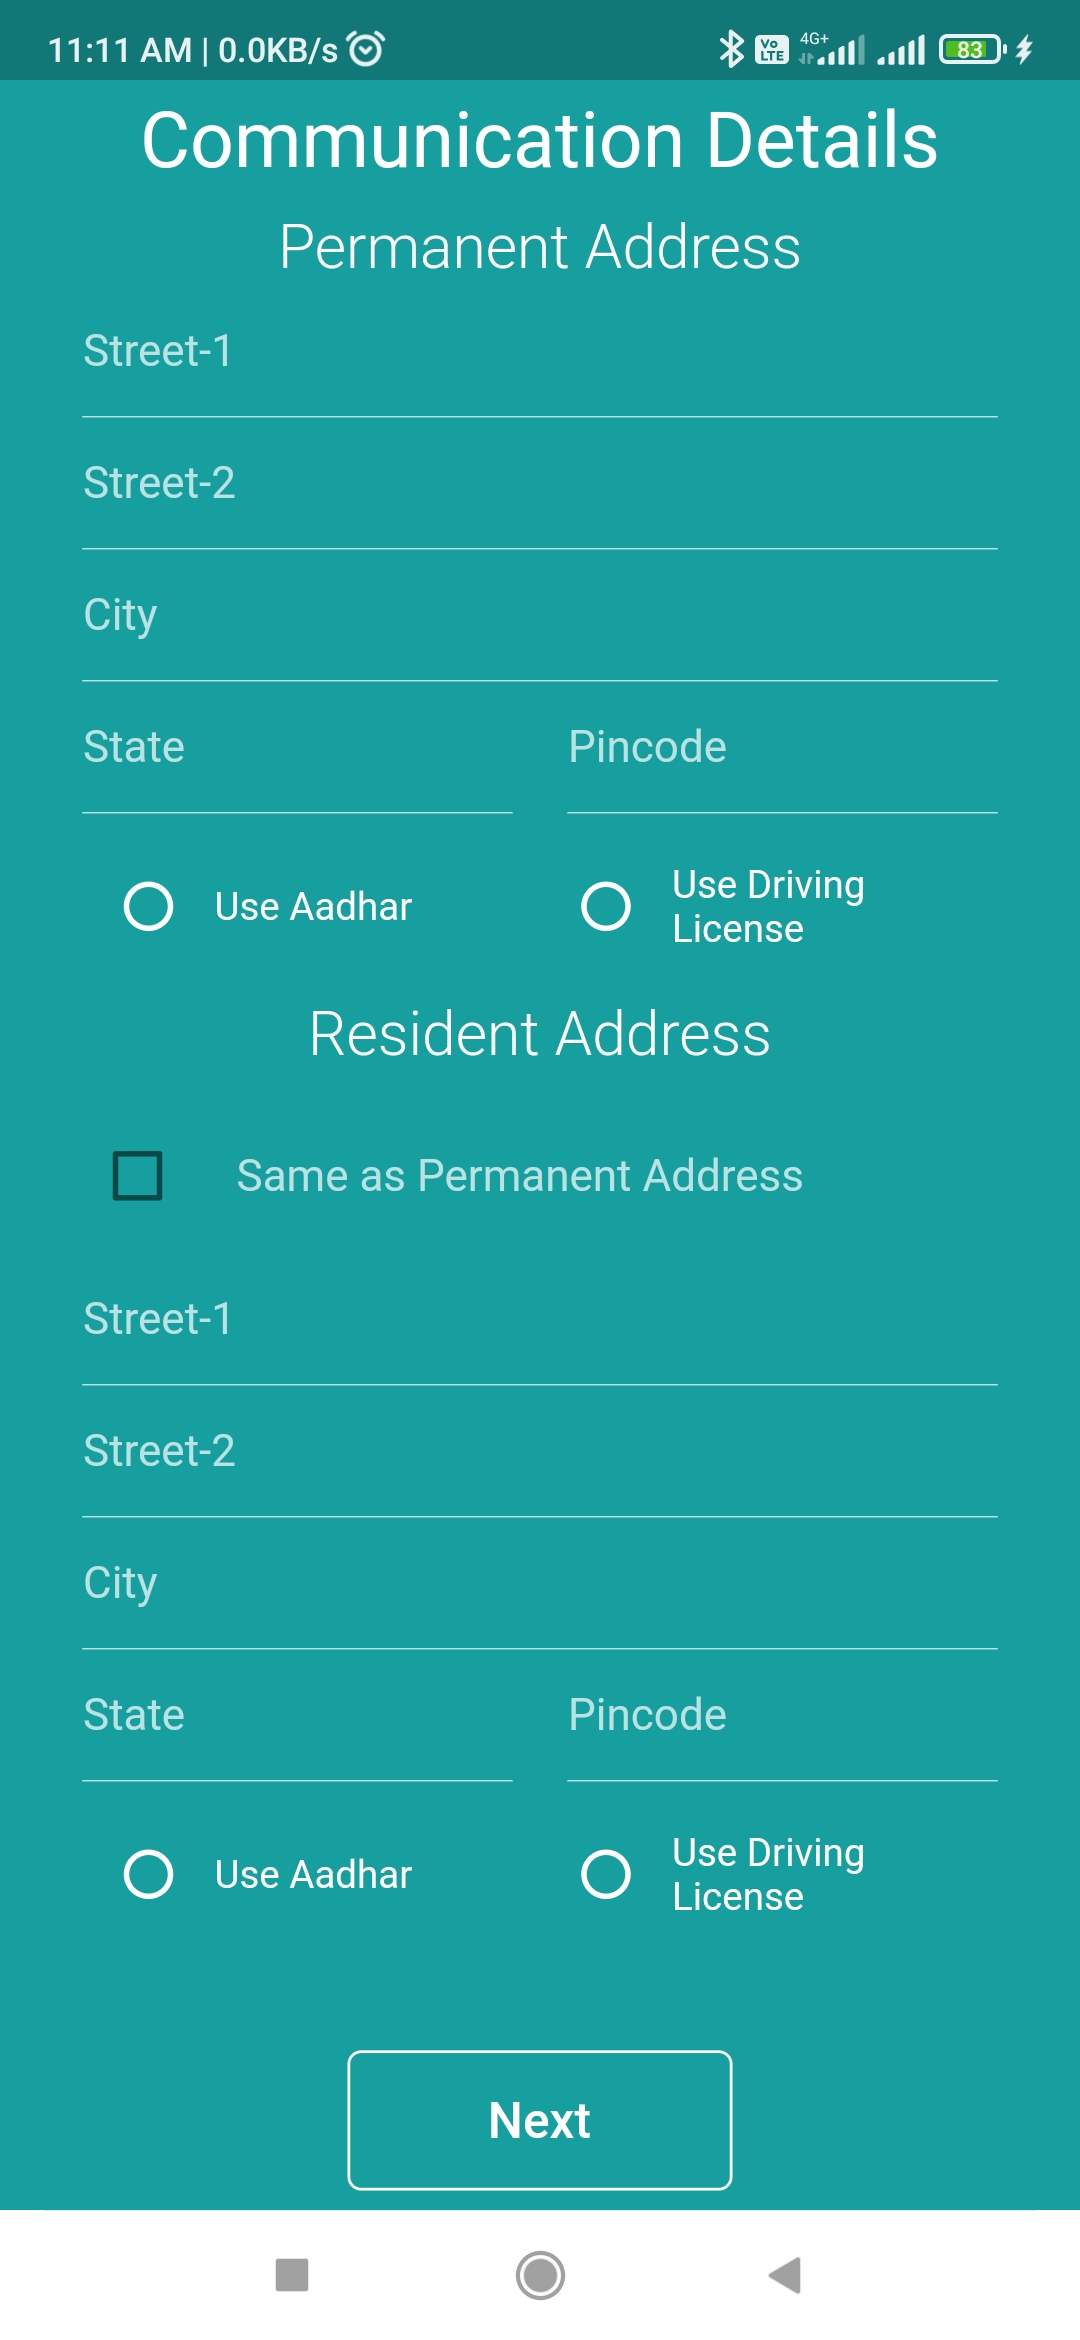 11:11 AM | 0.0KB/s
Vo LTE 4G+ 83
Communication Details
Permanent Address
Street-1
Street-2
City
State Pincode
Use Aadhar
Use Driving
License
Resident Address
Same as Permanent Address
Street-1
Street-2
City
State Pincode
Use Aadhar
Use Driving
License
Next